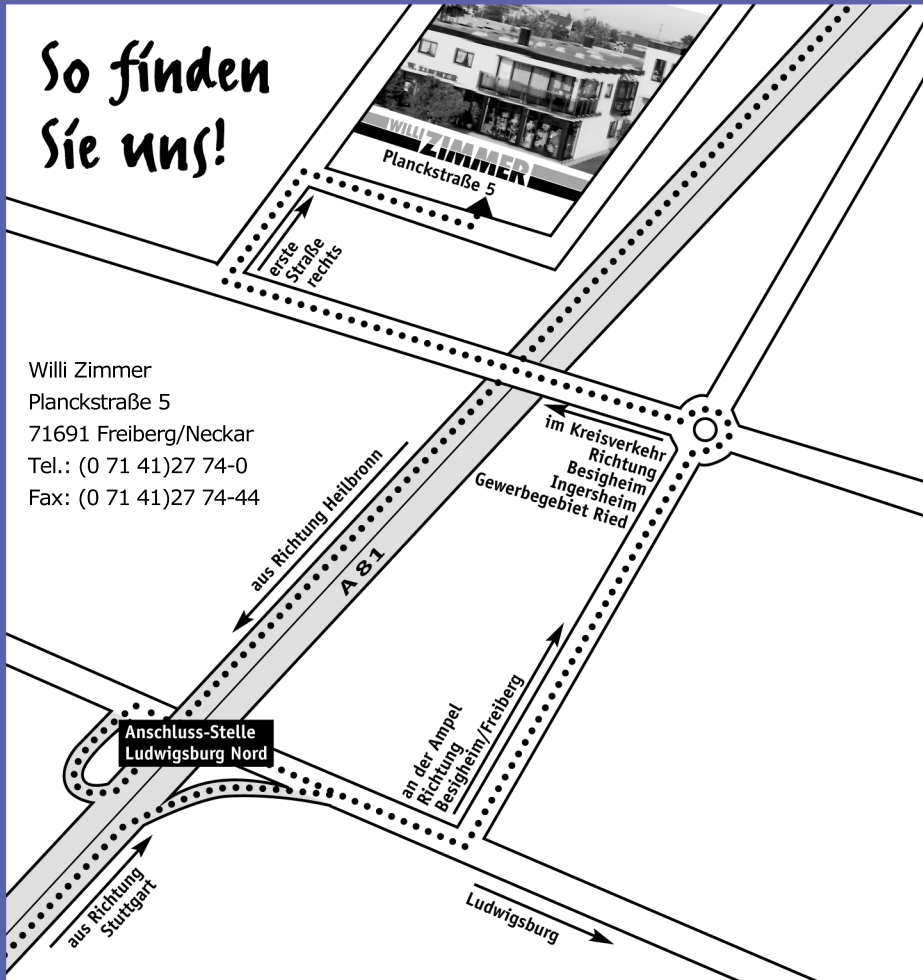 So finden
Sie uns!
WILLI ZIMMER
Planckstraße 5
erste
Straße
rechts
Willi Zimmer
Planckstraße 5
71691 Freiberg/Neckar
Tel.: (0 71 41)27 74-0
Fax: (0 71 41)27 74-44
im Kreisverkehr
Richtung
Besigheim
Ingersheim
Gewerbegebiet Ried
aus Richtung Heilbronn
A 81
an der Ampel
Richtung
Besigheim/Freiberg
Anschluss-Stelle
Ludwigsburg Nord
aus Richtung
Stuttgart
Ludwigsburg